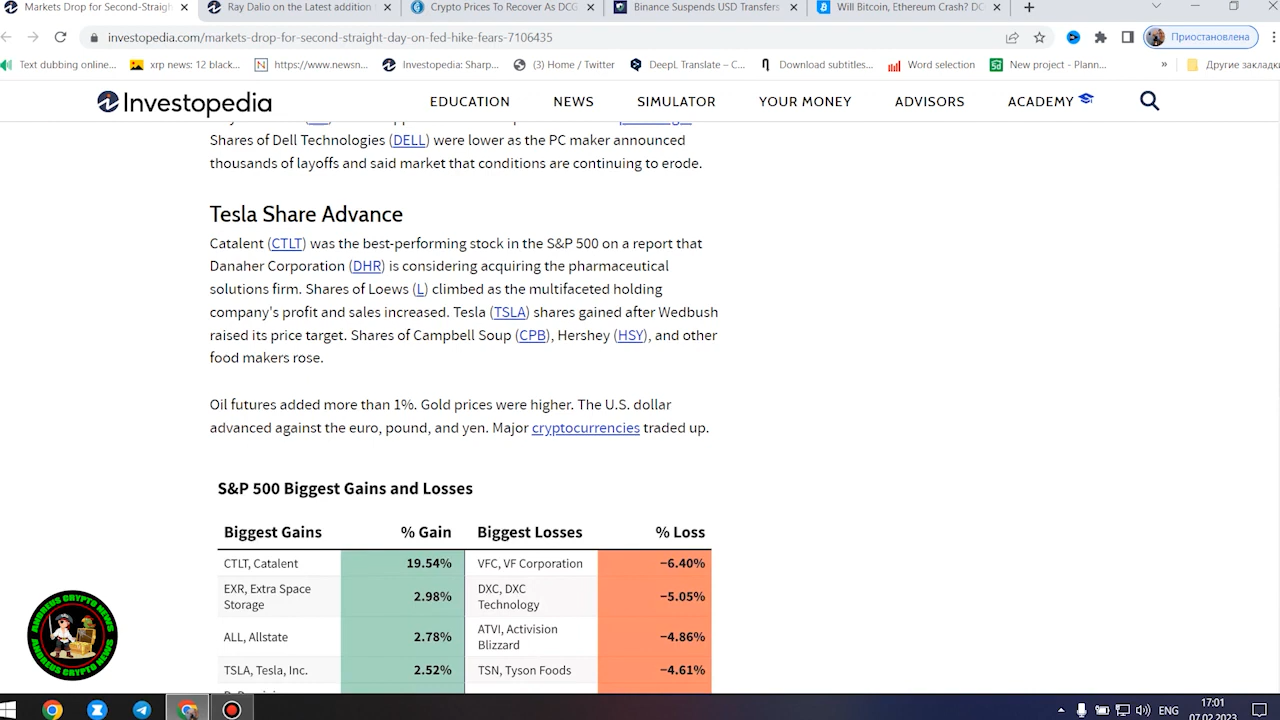 Markets Drop for Second-Straigh
Ray Dalio on the Latest addition
Crypto Prices To Recover As DCG
Binance Suspends USD Transfers
Will Bitcoin, Ethereum Crash? DC
investopedia.com/markets-drop-for-second-straight-day-on-fed-hike-fears-7106435
Приостановлена
Text dubbing online...
xrp news: 12 black...
https://www.newsn...
Investopedia: Sharp...
(3) Home / Twitter
DeepL Translate – C...
Download subtitles...
Word selection
New project - Plann...
»
Другие закладки
Investopedia
EDUCATION
NEWS
SIMULATOR
YOUR MONEY
ADVISORS
ACADEMY
Shares of Dell Technologies (DELL) were lower as the PC maker announced
thousands of layoffs and said market that conditions are continuing to erode.
Tesla Share Advance
Catalent (CTLT) was the best-performing stock in the S&P 500 on a report that
Danaher Corporation (DHR) is considering acquiring the pharmaceutical
solutions firm. Shares of Loews (L) climbed as the multifaceted holding
company's profit and sales increased. Tesla (TSLA) shares gained after Wedbush
raised its price target. Shares of Campbell Soup (CPB), Hershey (HSY), and other
food makers rose.
Oil futures added more than 1%. Gold prices were higher. The U.S. dollar
advanced against the euro, pound, and yen. Major cryptocurrencies traded up.
S&P 500 Biggest Gains and Losses
Biggest Gains % Gain Biggest Losses % Loss
CTLT, Catalent 19.54% VFC, VF Corporation −6.40%
EXR, Extra Space Storage 2.98% DXC, DXC Technology −5.05%
ALL, Allstate 2.78% ATVI, Activision Blizzard −4.86%
TSLA, Tesla, Inc. 2.52% TSN, Tyson Foods −4.61%
ANDREUS CRYPTO NEWS
ANDREUS CRYPTO NEWS
ENG
17:01
07.02.2023